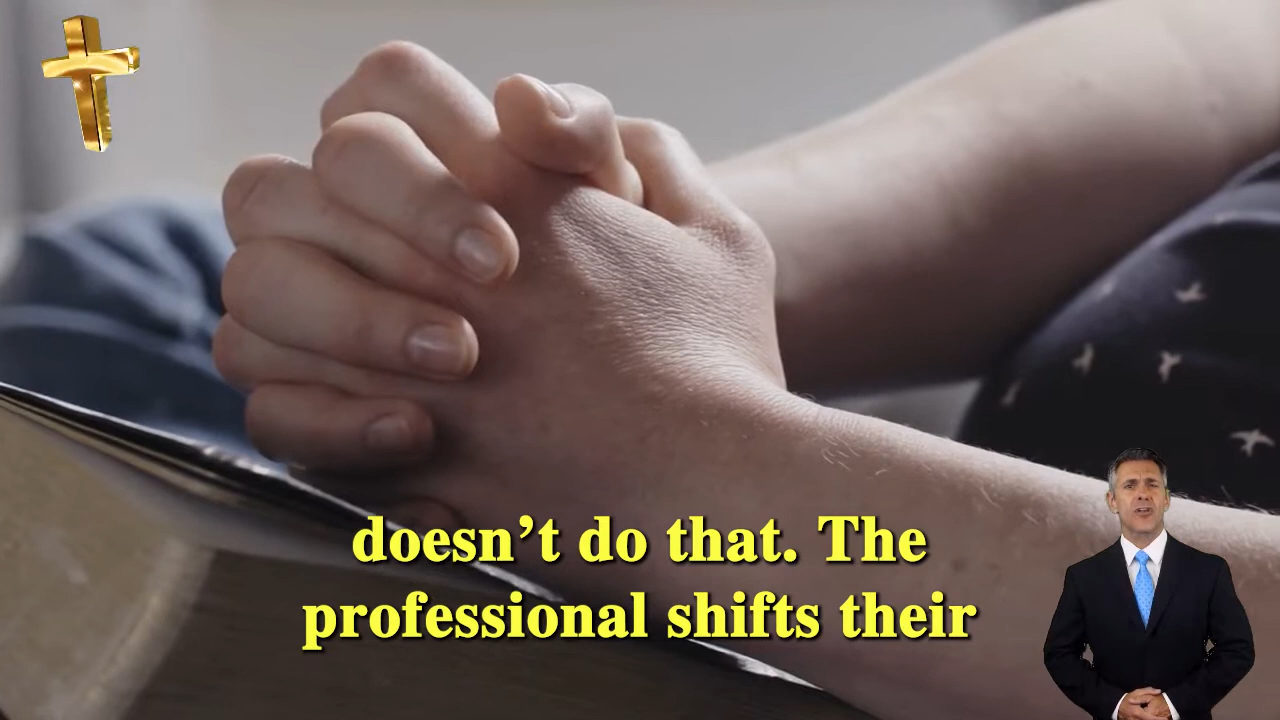 doesn’t do that. The
professional shifts their